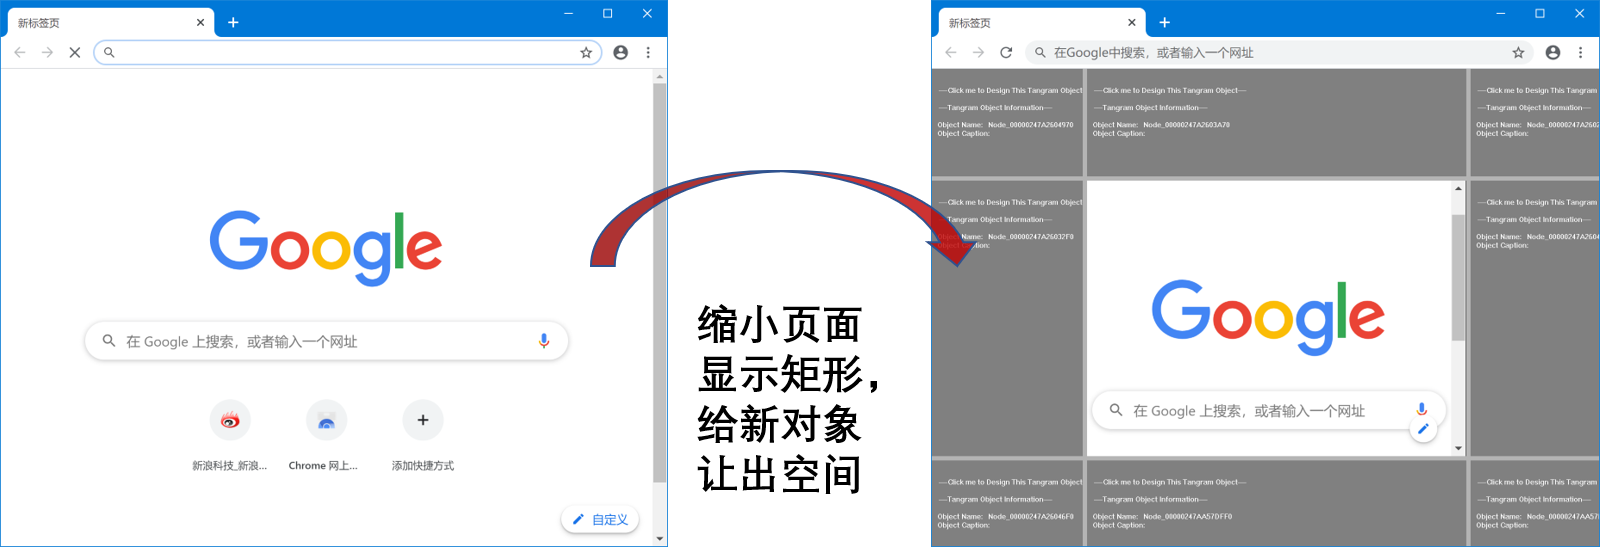 新标签页
Google
在 Google 上搜索，或者输入一个网址
新浪科技_新浪...
Chrome 网上...
添加快捷方式
自定义
缩小页面
显示矩形，
给新对象
让出空间
新标签页
在Google中搜索，或者输入一个网址
---Click me to Design This Tangram Object
---Tangram Object Information---
Object Name: Node_00000247A2604970
Object Caption:
---Click me to Design This Tangram Object---
---Tangram Object Information---
Object Name: Node_00000247A2603A70
Object Caption:
---Click me to Design This Tangram
---Tangram Object Information---
Object Name: Node_00000247A260
Object Caption:
---Click me to Design This Tangram Object
Tangram Object Information---
Object Name: Node_00000247A26032F0
Object Caption:
Google
在 Google 上搜索，或者输入一个网址
---Click me to Design This Tangram
---Tangram Object Information---
Object Name: Node_00000247A260
Object Caption:
---Click me to Design This Tangram Object
---Tangram Object Information---
Object Name: Node_00000247A26046F0
Object Caption:
---Click me to Design This Tangram Object---
---Tangram Object Information---
Object Name: Node_00000247AA57DFF0
Object Caption:
---Click me to Design This Tangram
---Tangram Object Information---
Object Name: Node_00000247AA57
Object Caption: